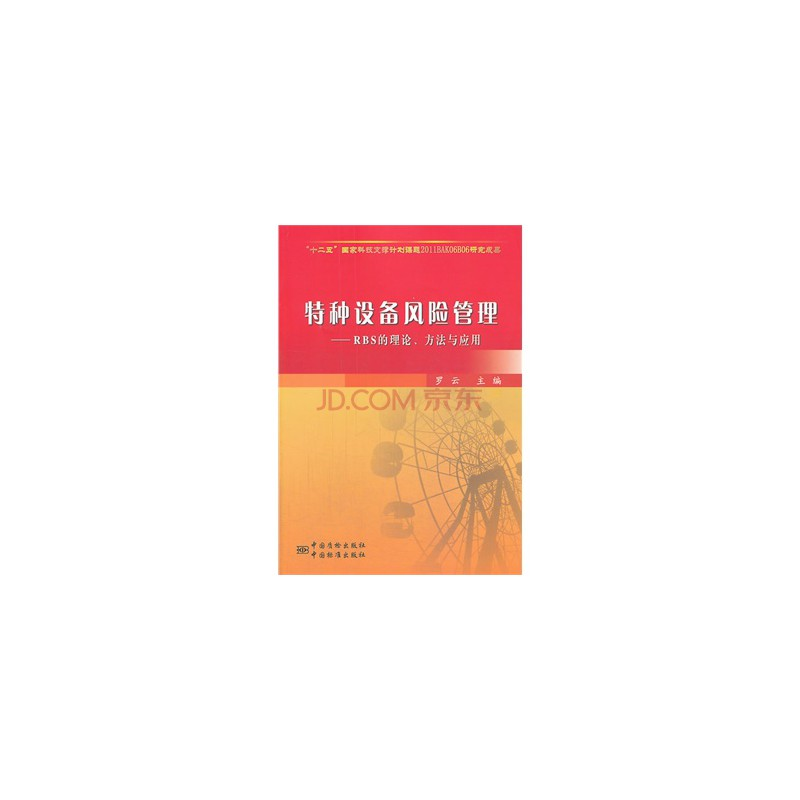 “十二五”国家科技支撑计划课题2011BAK06B06研究成果
特种设备风险管理
——RBS的理论、方法与应用
罗云 主编
JD.COM 京东
中国质检出版社
中国标准出版社